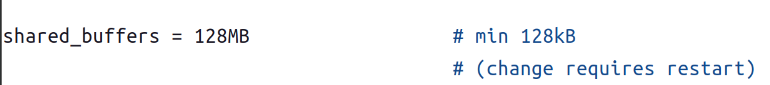 shared_buffers = 128MB                  # min 128kB
                                        # (change requires restart)